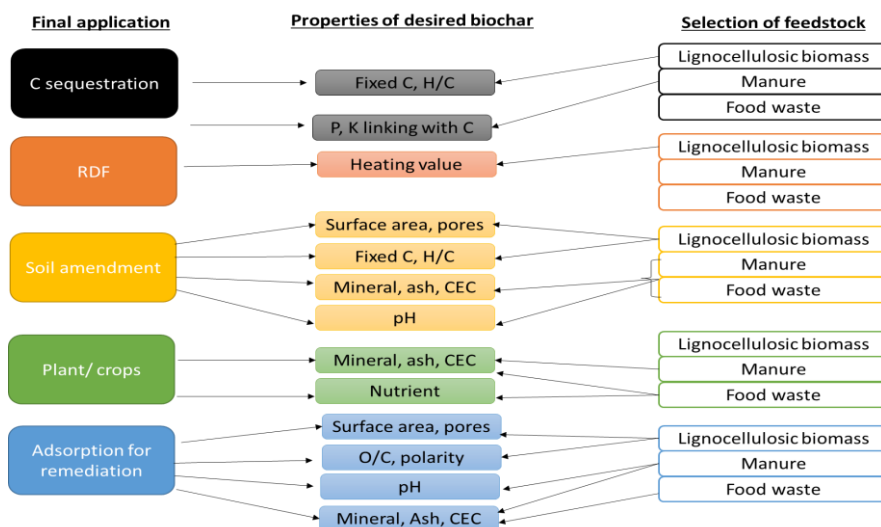 Final application
Properties of desired biochar
Selection of feedstock
C sequestration
Fixed C, H/C
P, K linking with C
Lignocellulosic biomass
Manure
Food waste
RDF
Heating value
Lignocellulosic biomass
Manure
Food waste
Soil amendment
Surface area, pores
Fixed C, H/C
Mineral, ash, CEC
pH
Lignocellulosic biomass
Manure
Food waste
Plant/ crops
Mineral, ash, CEC
Nutrient
Lignocellulosic biomass
Manure
Food waste
Adsorption for
remediation
Surface area, pores
O/C, polarity
pH
Mineral, Ash, CEC
Lignocellulosic biomass
Manure
Food waste